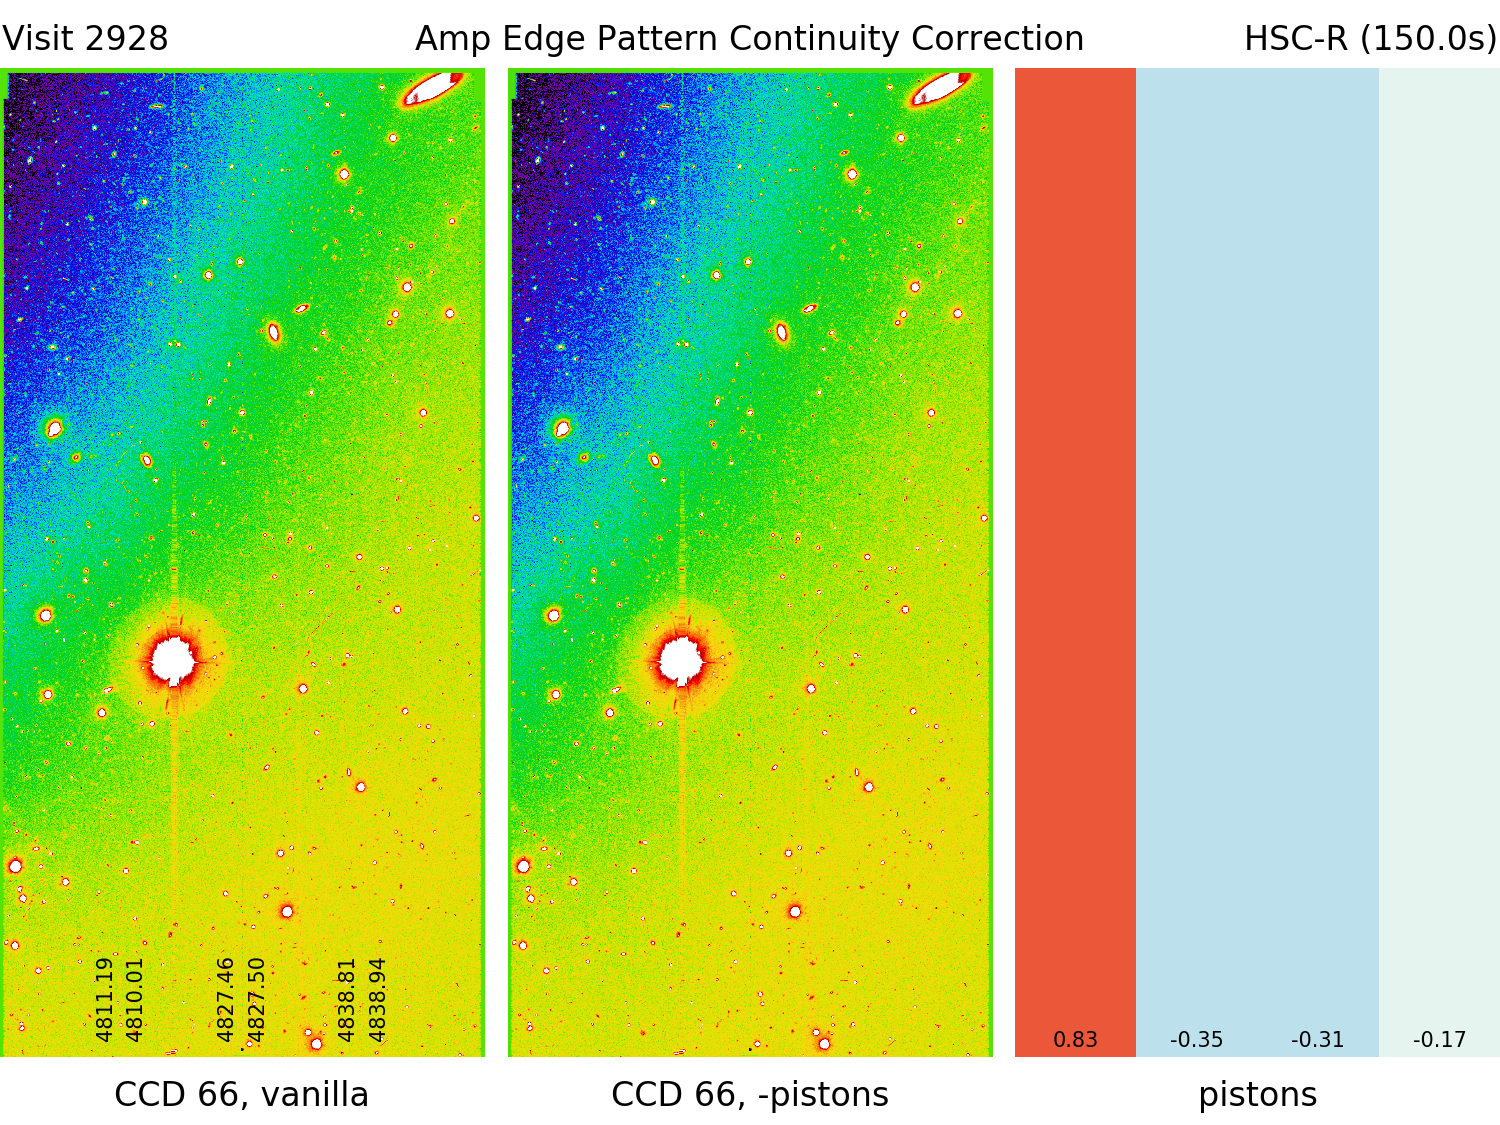 Visit 2928
Amp Edge Pattern Continuity Correction
HSC-R (150.0s)
4811.19
4810.01
4827.46
4827.50
4838.81
4838.94
0.83
-0.35
-0.31
-0.17
CCD 66, vanilla
CCD 66, -pistons
pistons